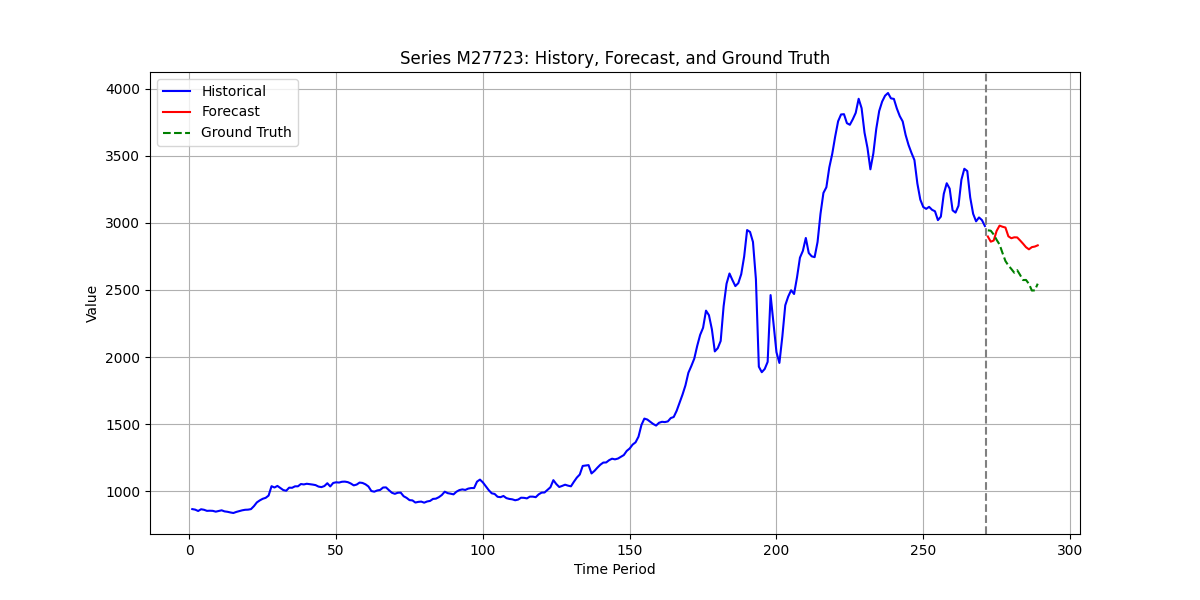 Series M27723: History, Forecast, and Ground Truth
Historical
Forecast
Ground Truth
4000
3500
3000
2500
2000
1500
1000
Value
0 50 100 150 200 250 300
Time Period